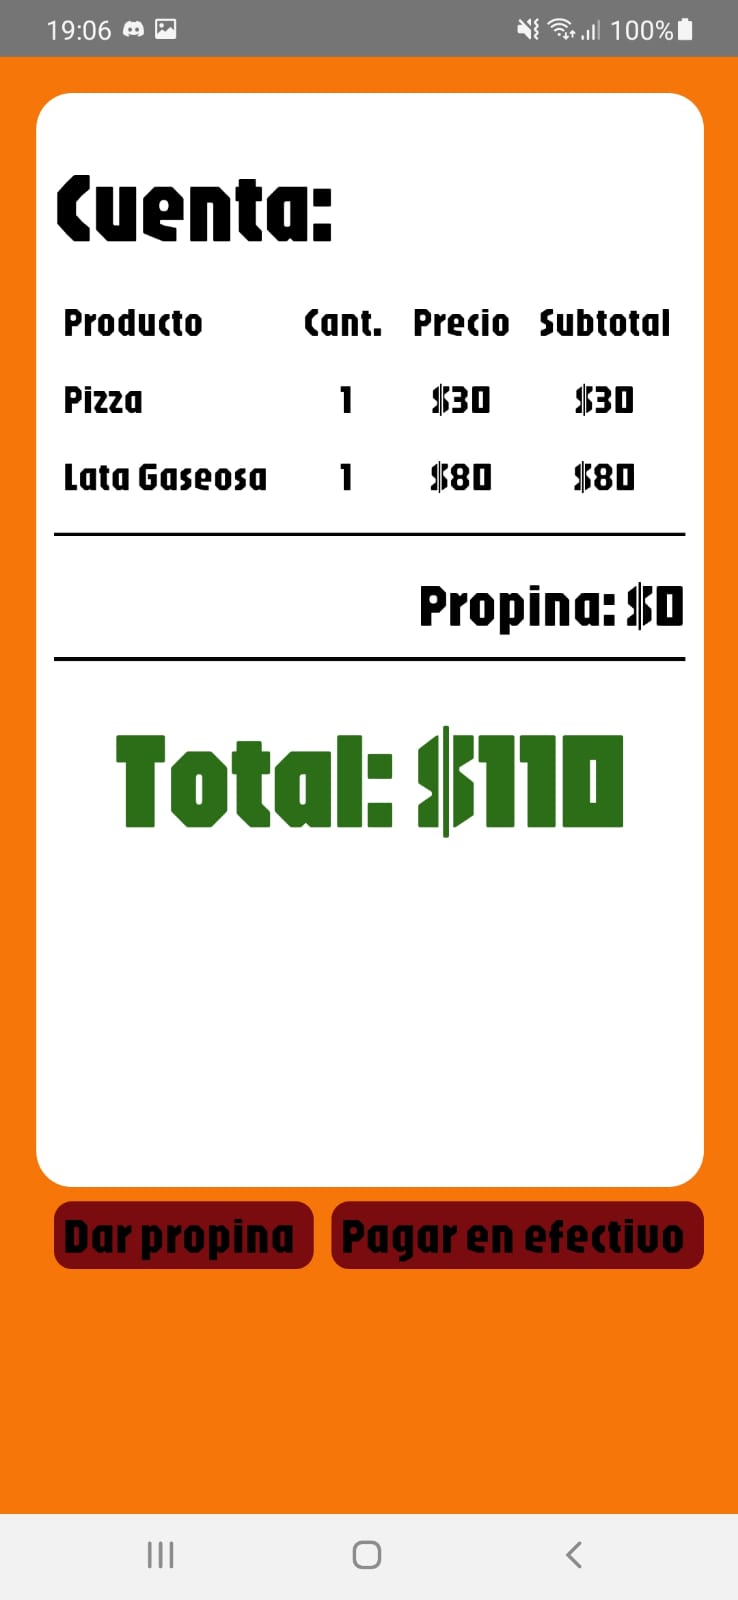 19:06 100%
Cuenta:
Producto Cant. Precio Subtotal
Pizza 1 $30 $30
Lata Gaseosa 1 $80 $80
Propina: $0
Total: $110
Dar propina Pagar en efectivo